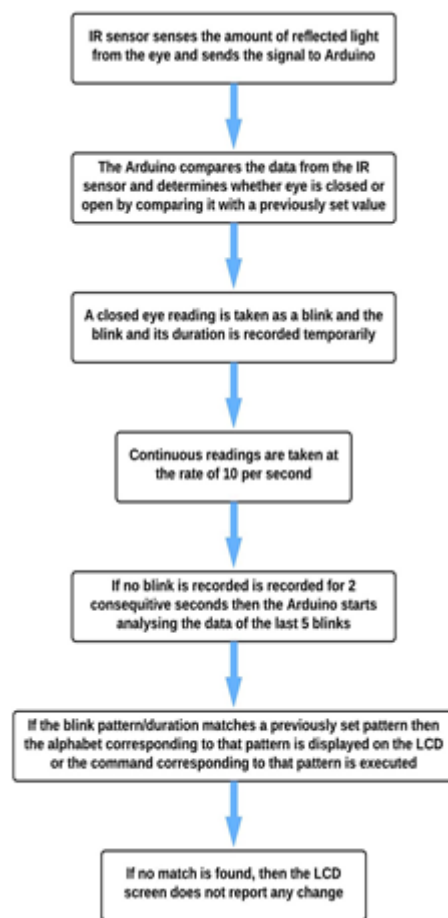 IR sensor senses the amount of reflected light
from the eye and sends the signal to Arduino
The Arduino compares the data from the IR
sensor and determines whether eye is closed or
open by comparing it with a previously set value
A closed eye reading is taken as a blink and the
blink and its duration is recorded temporarily
Continuous readings are taken at
the rate of 10 per second
If no blink is recorded is recorded for 2
consequitive seconds then the Arduino starts
analysing the data of the last 5 blinks
If the blink pattern/duration matches a previously set pattern then
the alphabet corresponding to that pattern is displayed on the LCD
or the command corresponding to that pattern is executed
If no match is found, then the LCD
screen does not report any change